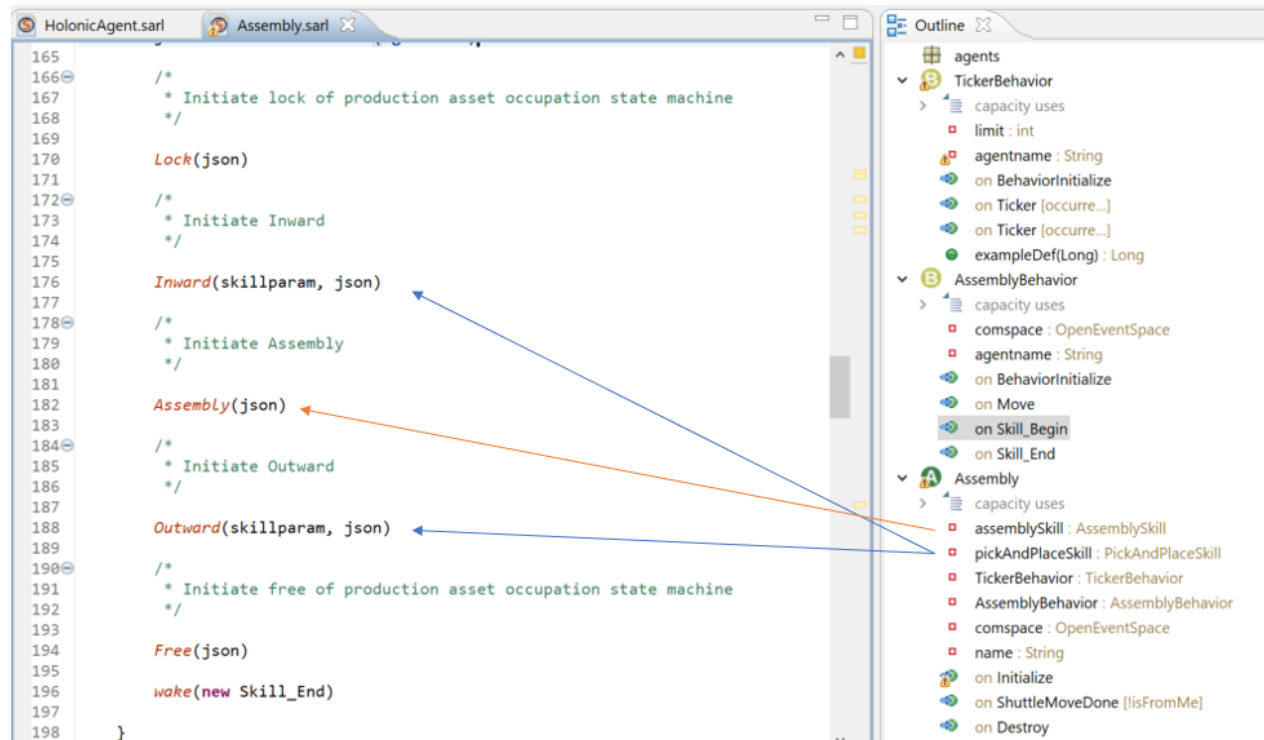 HolonicAgent.sarl
Assembly.sarl
165
166 /*
167 * Initiate lock of production asset occupation state machine
168 */
169
170 Lock(json)
171
172 /*
173 * Initiate Inward
174 */
175
176 Inward(skillparam, json)
177
178 /*
179 * Initiate Assembly
180 */
181
182 Assembly(json)
183
184 /*
185 * Initiate Outward
186 */
187
188 Outward(skillparam, json)
189
190 /*
191 * Initiate free of production asset occupation state machine
192 */
193
194 Free(json)
195
196 wake(new Skill_End)
197
198 }
Outline
agents
B TickerBehavior
capacity uses
limit : int
agentname : String
on BehaviorInitialize
on Ticker [occurre...]
on Ticker [occurre...]
exampleDef(Long) : Long
B AssemblyBehavior
capacity uses
comspace : OpenEventSpace
agentname : String
on BehaviorInitialize
on Move
on Skill_Begin
on Skill_End
A Assembly
capacity uses
assemblySkill : AssemblySkill
pickAndPlaceSkill : PickAndPlaceSkill
TickerBehavior : TickerBehavior
AssemblyBehavior : AssemblyBehavior
comspace : OpenEventSpace
name : String
on Initialize
on ShuttleMoveDone [!isFromMe]
on Destroy